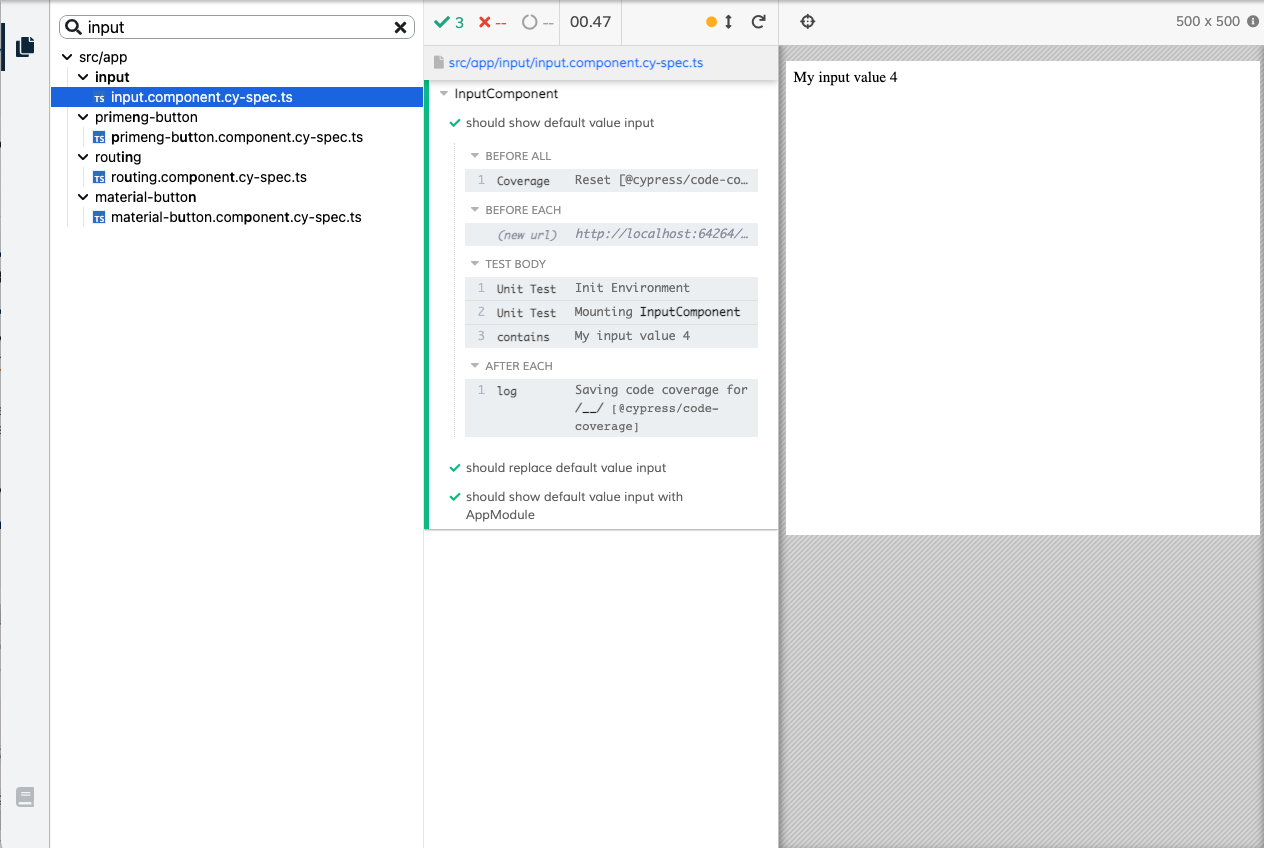 input
src/app
input
TS input.component.cy-spec.ts
primeng-button
TS primeng-button.component.cy-spec.ts
routing
TS routing.component.cy-spec.ts
material-button
TS material-button.component.cy-spec.ts
3 -- -- 00.47
src/app/input/input.component.cy-spec.ts
InputComponent
should show default value input
BEFORE ALL
1 Coverage Reset [@cypress/code-co…
BEFORE EACH
(new url) http://localhost:64264/…
TEST BODY
1 Unit Test Init Environment
2 Unit Test Mounting InputComponent
3 contains My input value 4
AFTER EACH
1 log Saving code coverage for
/__/ [@cypress/code-
coverage]
should replace default value input
should show default value input with
AppModule
500 x 500
My input value 4